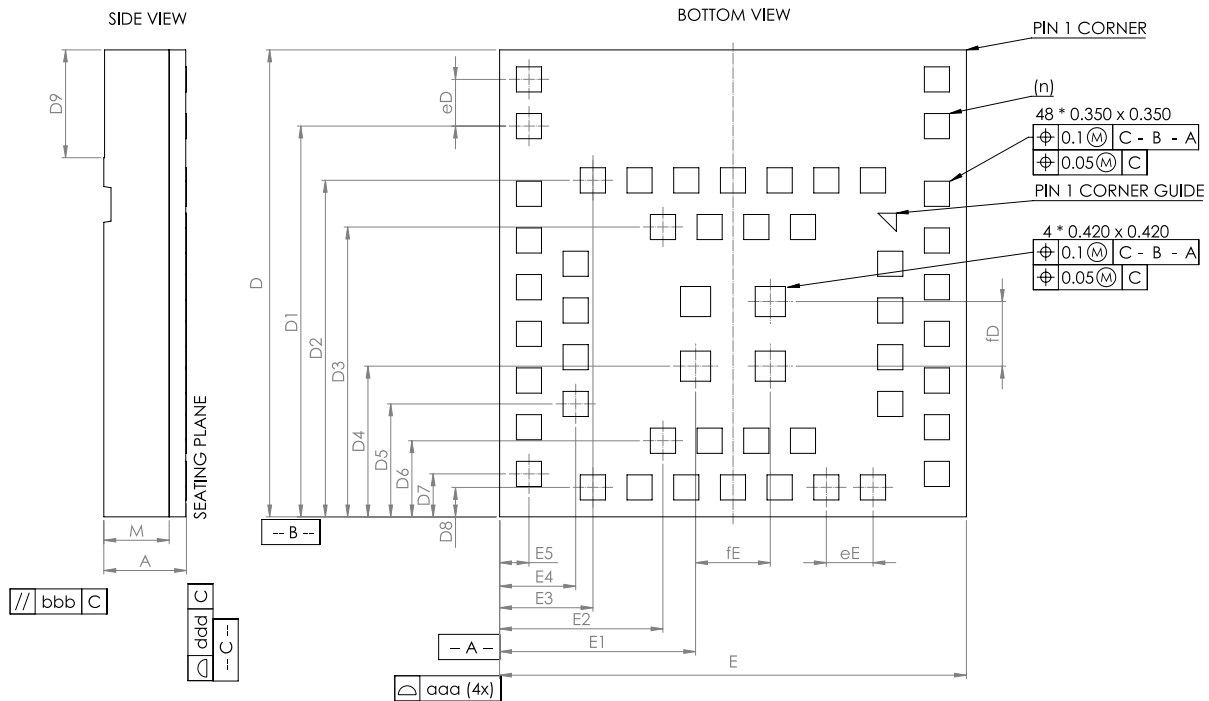 SIDE VIEW
BOTTOM VIEW
PIN 1 CORNER
(n)
48 * 0.350 x 0.350
⌖ 0.1 Ⓜ C - B - A
⌖ 0.05 Ⓜ C
PIN 1 CORNER GUIDE
4 * 0.420 x 0.420
⌖ 0.1 Ⓜ C - B - A
⌖ 0.05 Ⓜ C
D9
eD
D
D1
D2
D3
D4
D5
D6
D7
D8
fD
SEATING PLANE
M
A
-- B --
E5
E4
E3
E2
E1
E
fE
eE
// bbb C
⌓ ddd C
-- C --
– A –
⌓ aaa (4x)